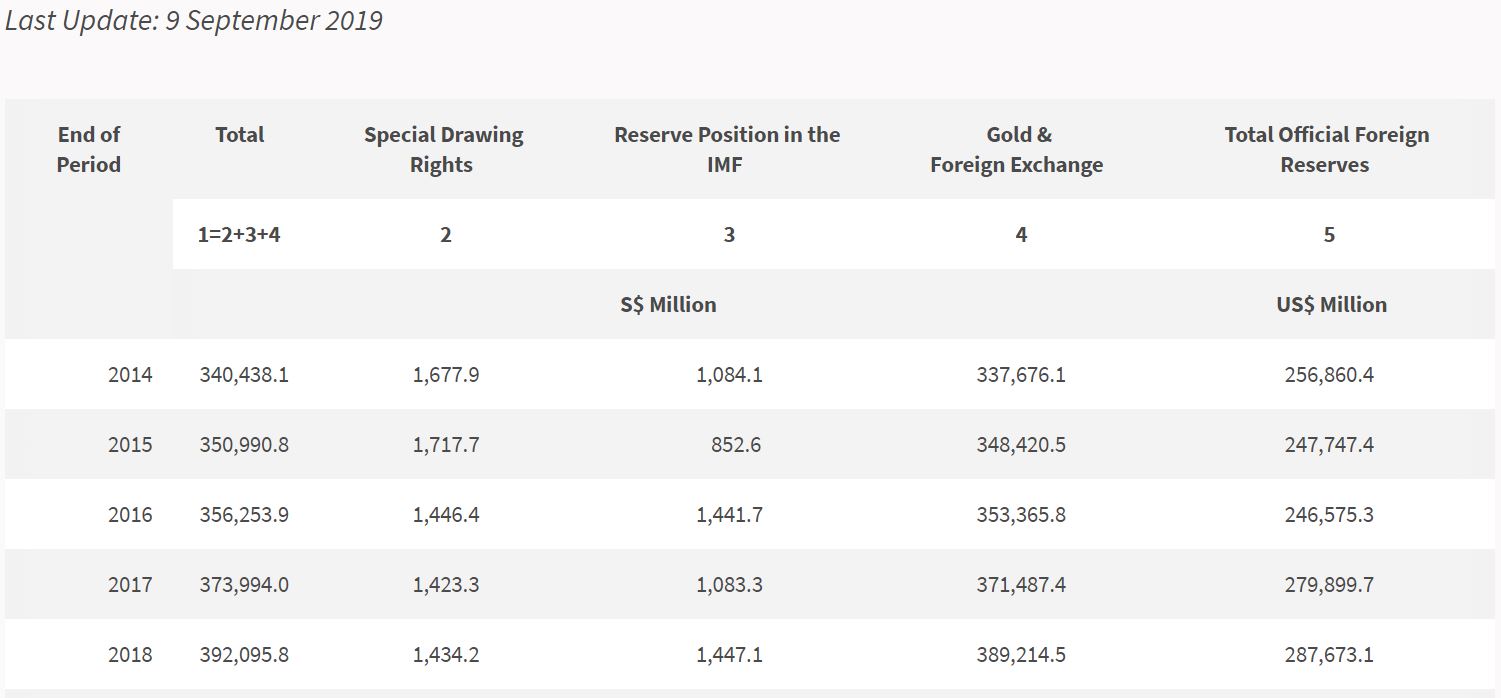 Last Update: 9 September 2019
End of Period Total Special Drawing Rights Reserve Position in the IMF Gold & Foreign Exchange Total Official Foreign Reserves
1=2+3+4 2 3 4 5
S$ Million US$ Million
2014 340,438.1 1,677.9 1,084.1 337,676.1 256,860.4
2015 350,990.8 1,717.7 852.6 348,420.5 247,747.4
2016 356,253.9 1,446.4 1,441.7 353,365.8 246,575.3
2017 373,994.0 1,423.3 1,083.3 371,487.4 279,899.7
2018 392,095.8 1,434.2 1,447.1 389,214.5 287,673.1